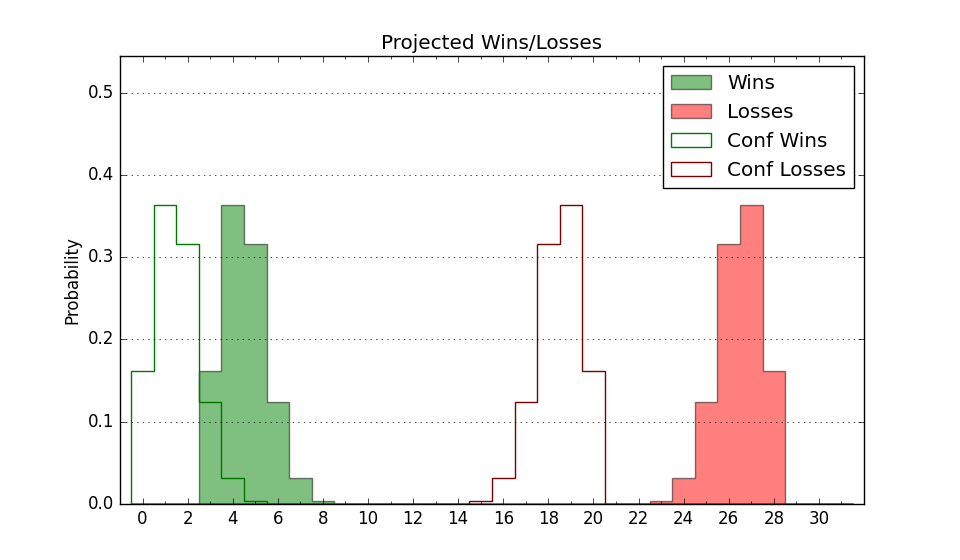 Projected Wins/Losses
Wins
Losses
Conf Wins
Conf Losses
Probability
0.5
0.4
0.3
0.2
0.1
0.0
0 2 4 6 8 10 12 14 16 18 20 22 24 26 28 30